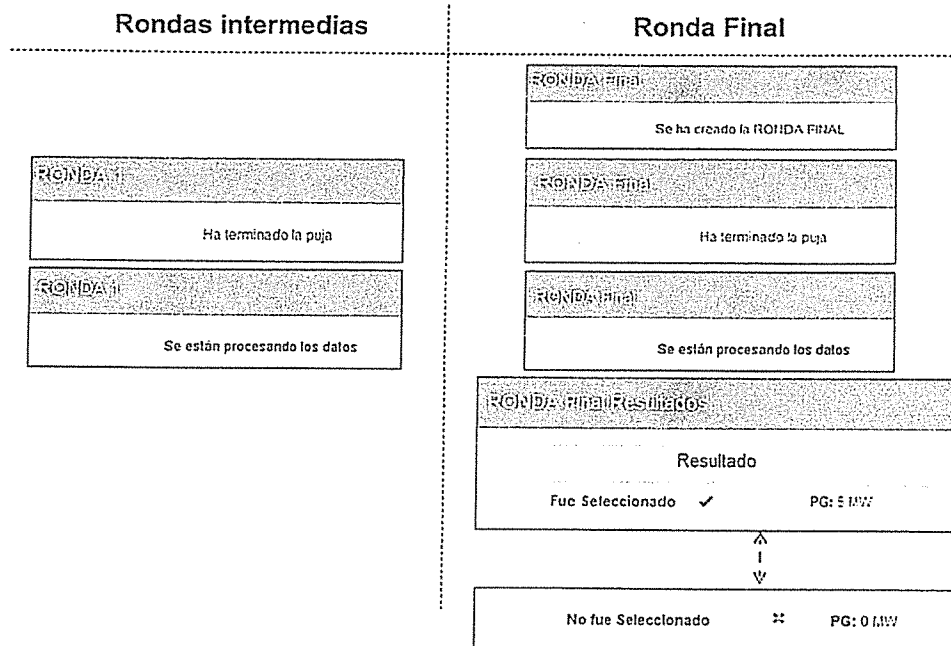 Rondas intermedias
Ronda Final
RONDA 1
Ha terminado la puja
RONDA 1
Se están procesando los datos
RONDA Final
Se ha creado la RONDA FINAL
RONDA Final
Ha terminado la puja
RONDA Final
Se están procesando los datos
RONDA Final Resultados
Resultado
Fue Seleccionado ✓ PG: 5 MW
No fue Seleccionado ✖ PG: 0 MW